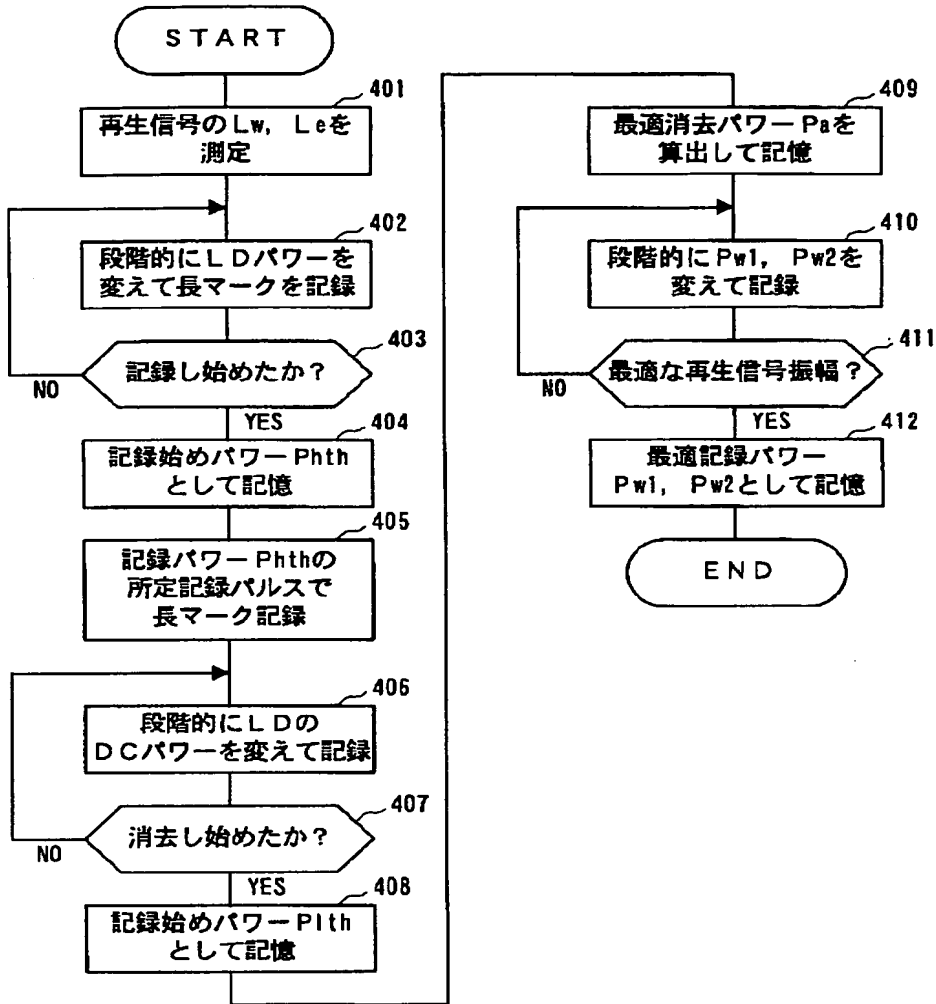 START
401
再生信号のLw, Leを
測定
402
段階的にLDパワーを
変えて長マークを記録
403
記録し始めたか?
NO
YES
404
記録始めパワーPhth
として記憶
405
記録パワーPhthの
所定記録パルスで
長マーク記録
406
段階的にLDの
DCパワーを変えて記録
407
消去し始めたか?
NO
YES
408
記録始めパワーPlth
として記憶
409
最適消去パワーPaを
算出して記憶
410
段階的にPw1, Pw2を
変えて記録
411
最適な再生信号振幅?
NO
YES
412
最適記録パワー
Pw1, Pw2として記憶
END